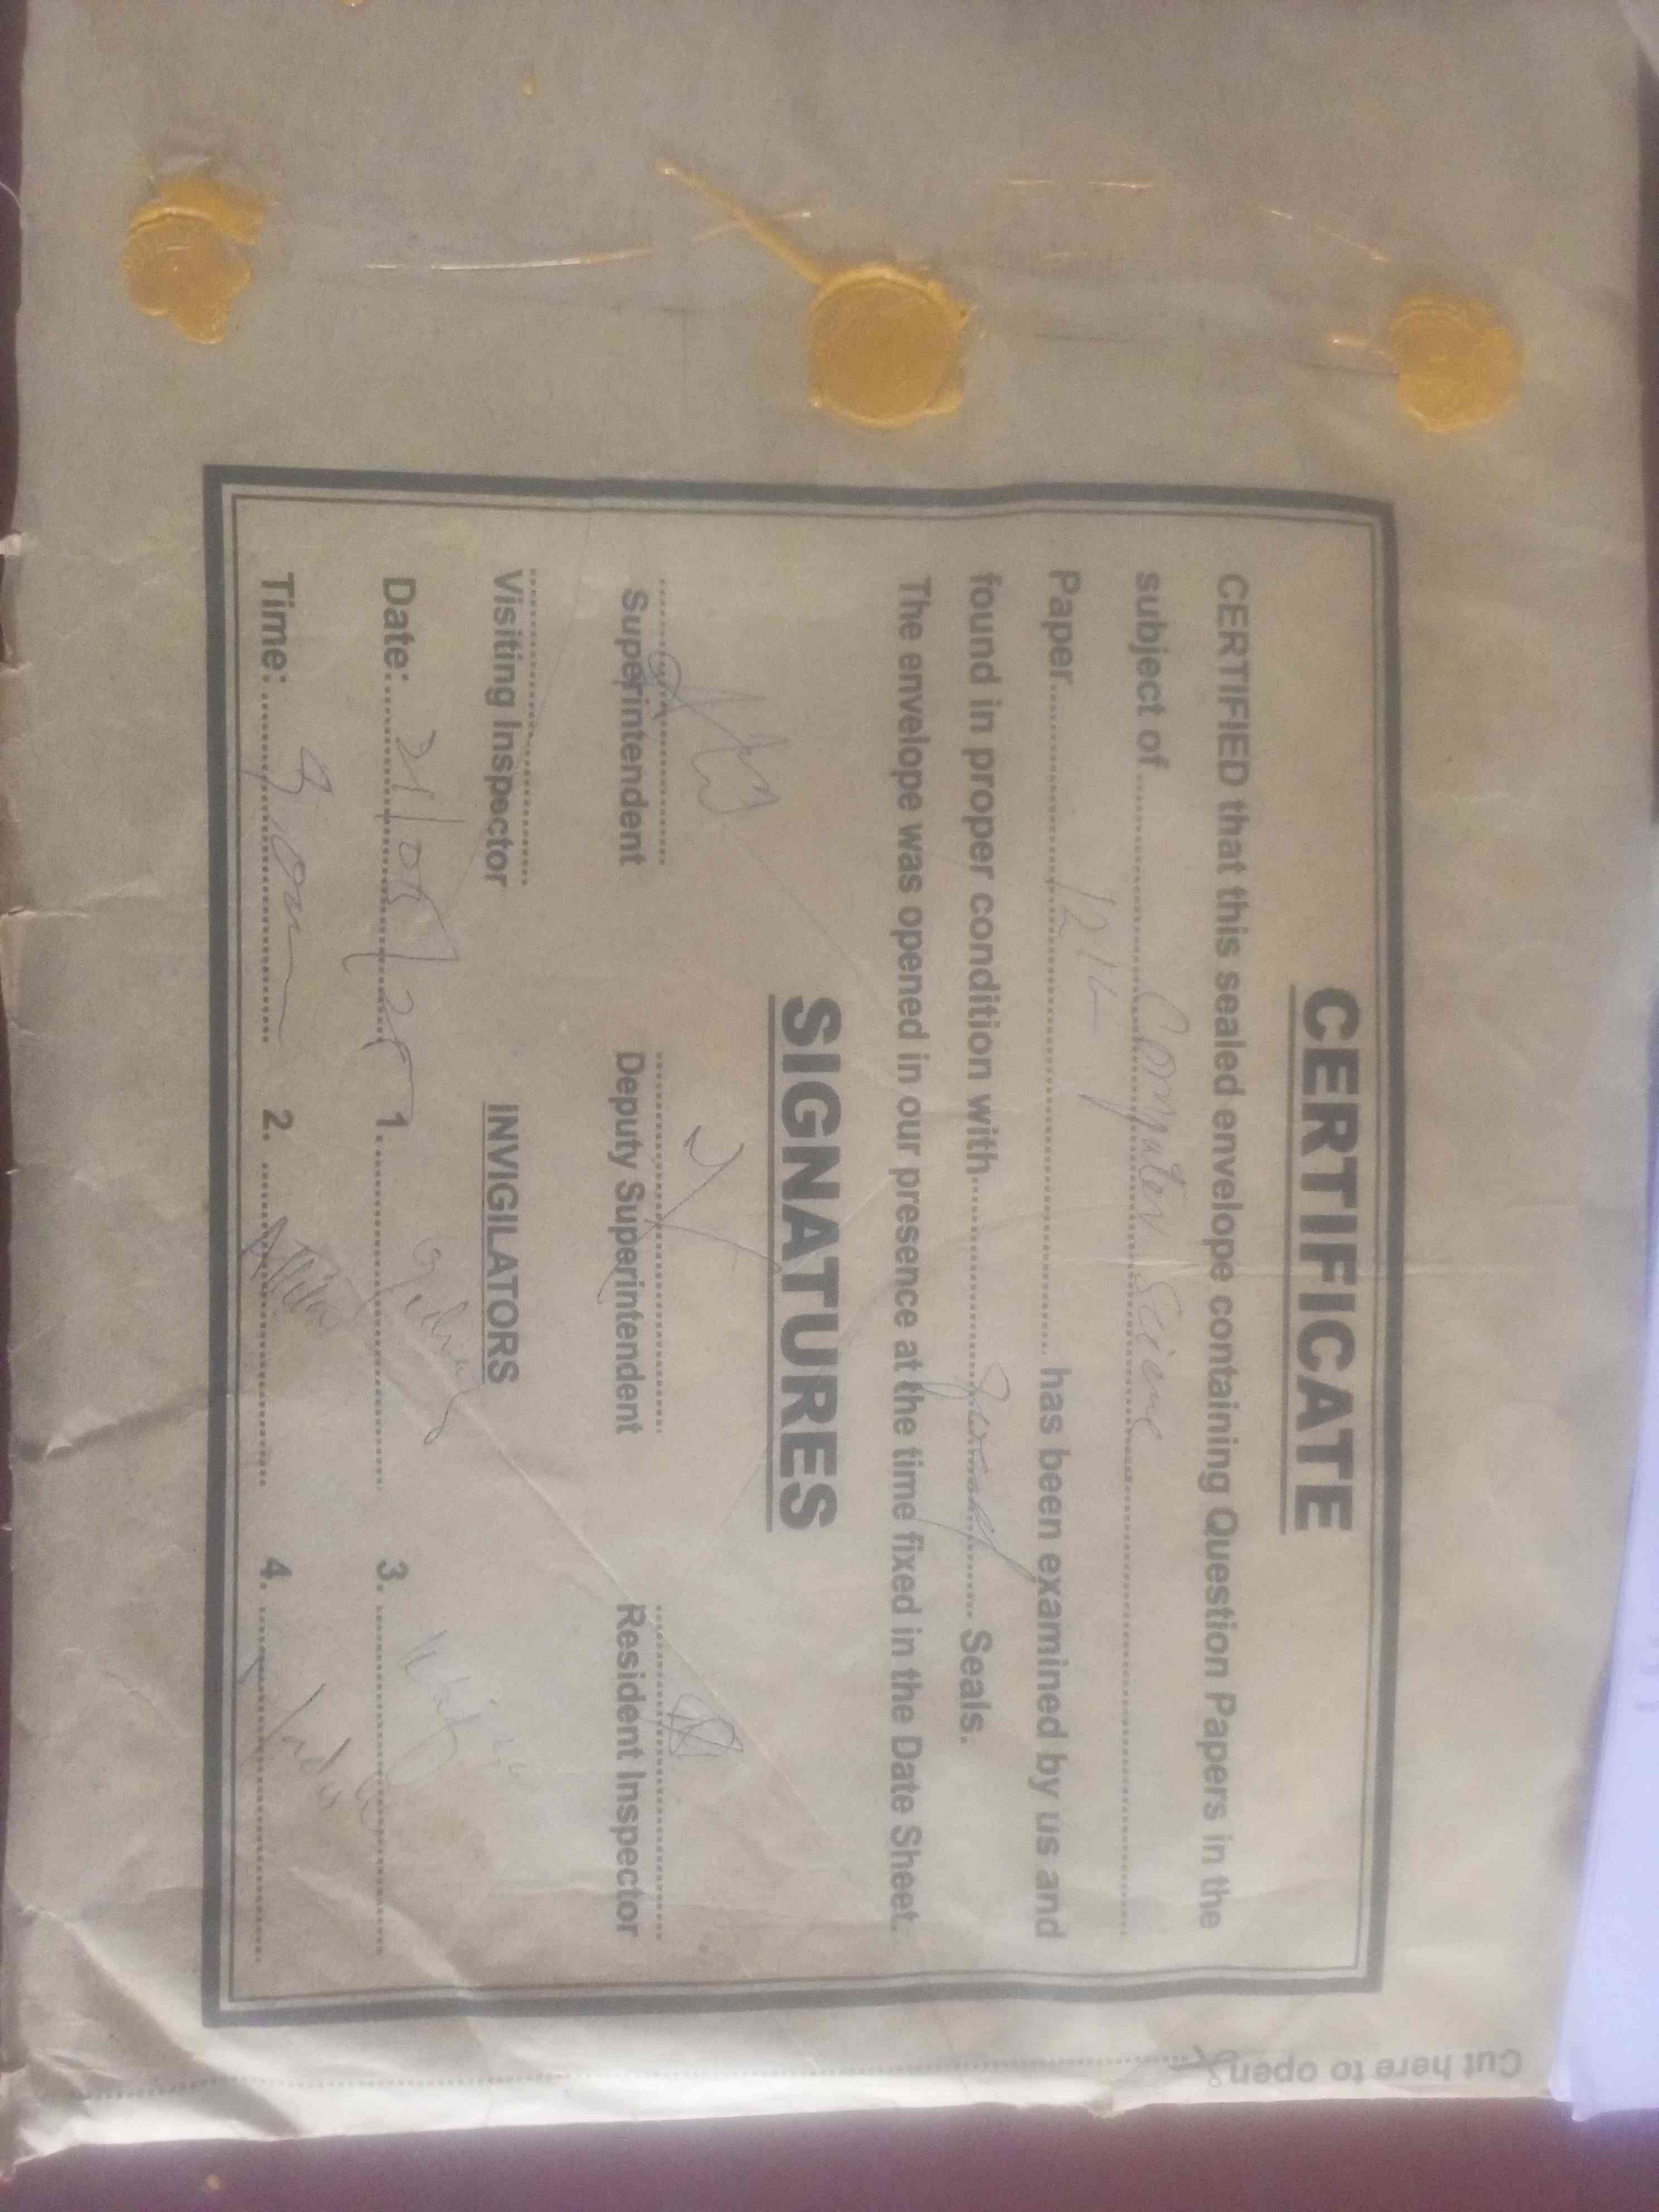 CERTIFICATE
CERTIFIED that this sealed envelope containing Question Papers in the
subject of Computer Science
Paper 12th has been examined by us and
found in proper condition with Seals.
The envelope was opened in our presence at the time fixed in the Date Sheet.
SIGNATURES
Superintendent Deputy Superintendent Resident Inspector
Visiting Inspector INVIGILATORS
Date: 1. 3.
Time: 2. 4.
Cut here to open